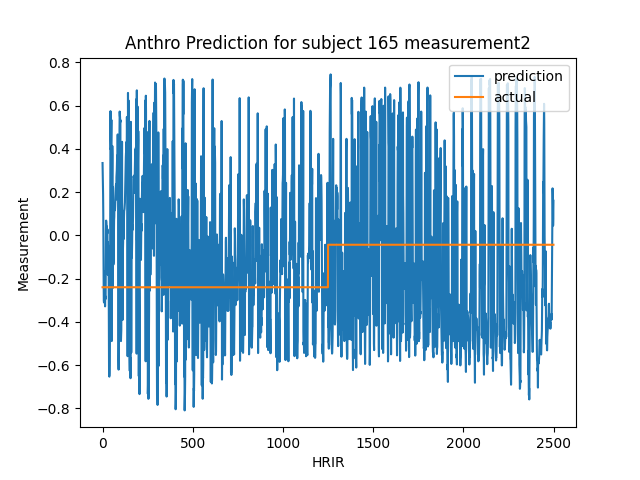 Anthro Prediction for subject 165 measurement2
prediction
actual
Measurement
0.8
0.6
0.4
0.2
0.0
−0.2
−0.4
−0.6
−0.8
0 500 1000 1500 2000 2500
HRIR